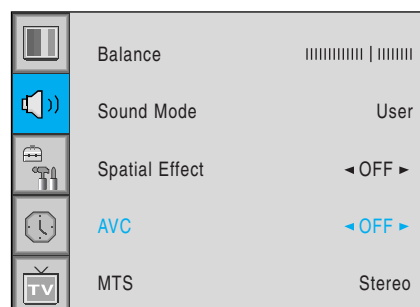 Balance
Sound Mode User
Spatial Effect ◄ OFF ►
AVC ◄ OFF ►
MTS Stereo
TV